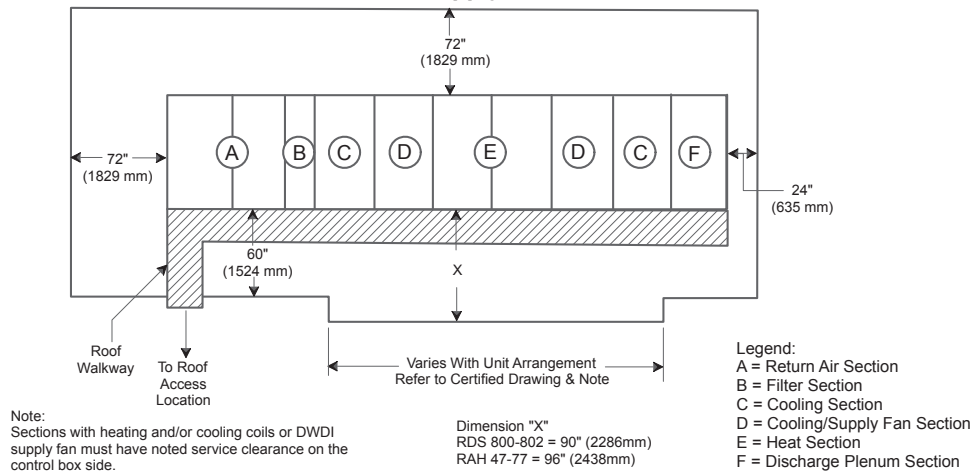 72"
(1829 mm)
A
B
C
D
E
D
C
F
72"
(1829 mm)
24"
(635 mm)
60"
(1524 mm)
X
Roof
Walkway
To Roof
Access
Location
Varies With Unit Arrangement
Refer to Certified Drawing & Note
Note:
Sections with heating and/or cooling coils or DWDI
supply fan must have noted service clearance on the
control box side.
Dimension "X"
RDS 800-802 = 90" (2286mm)
RAH 47-77 = 96" (2438mm)
Legend:
A = Return Air Section
B = Filter Section
C = Cooling Section
D = Cooling/Supply Fan Section
E = Heat Section
F = Discharge Plenum Section